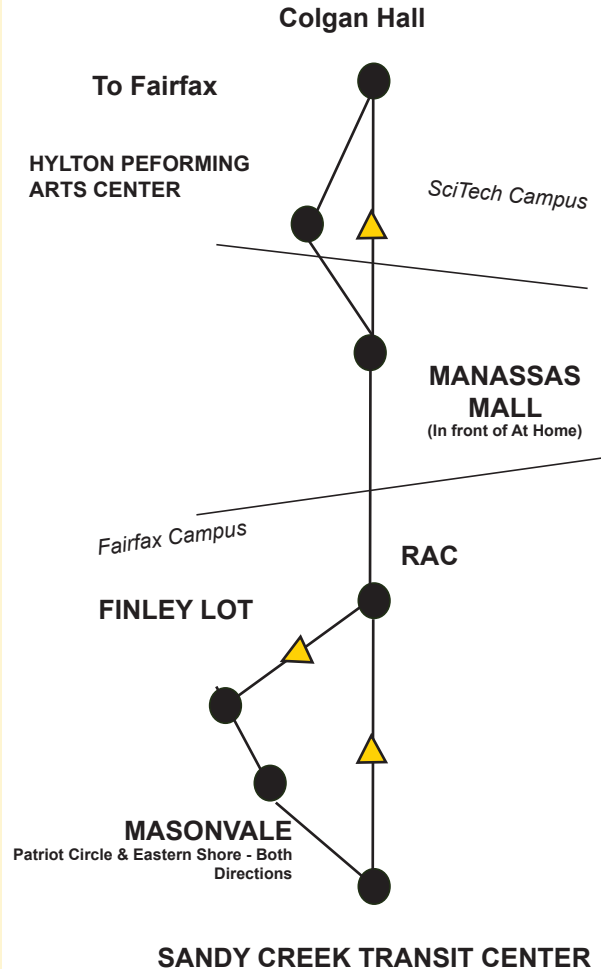 Colgan Hall
To Fairfax
HYLTON PEFORMING
ARTS CENTER
SciTech Campus
MANASSAS
MALL
(In front of At Home)
Fairfax Campus
RAC
FINLEY LOT
MASONVALE
Patriot Circle & Eastern Shore - Both
Directions
SANDY CREEK TRANSIT CENTER